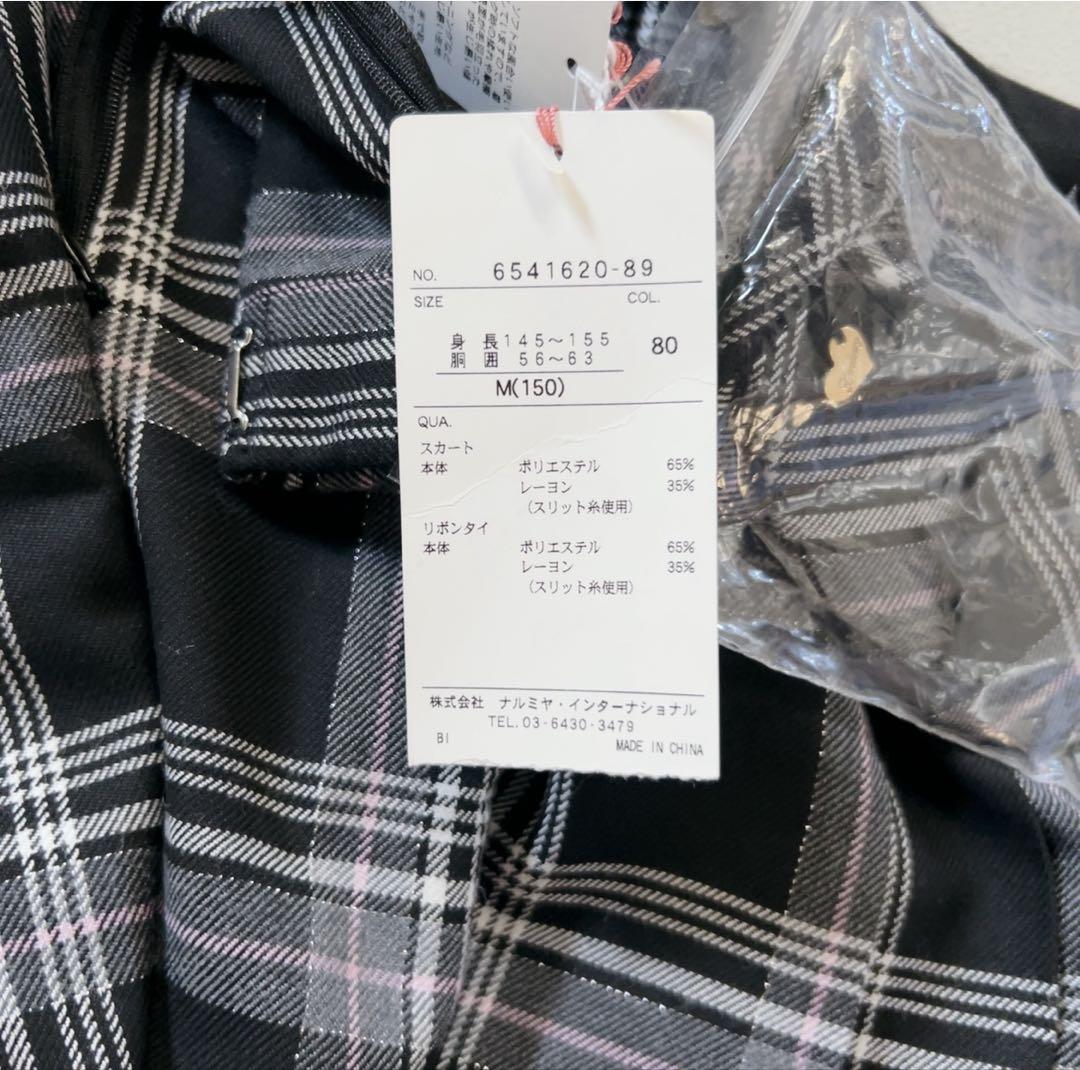 NO. 6541620-89
SIZE COL.
身長145～155
胴囲 56～63 80
M(150)
QUA.
スカート
本体 ポリエステル 65%
レーヨン 35%
(スリット糸使用)
リボンタイ
本体 ポリエステル 65%
レーヨン 35%
(スリット糸使用)
株式会社 ナルミヤ・インターナショナル
TEL.03-6430-3479
BI MADE IN CHINA